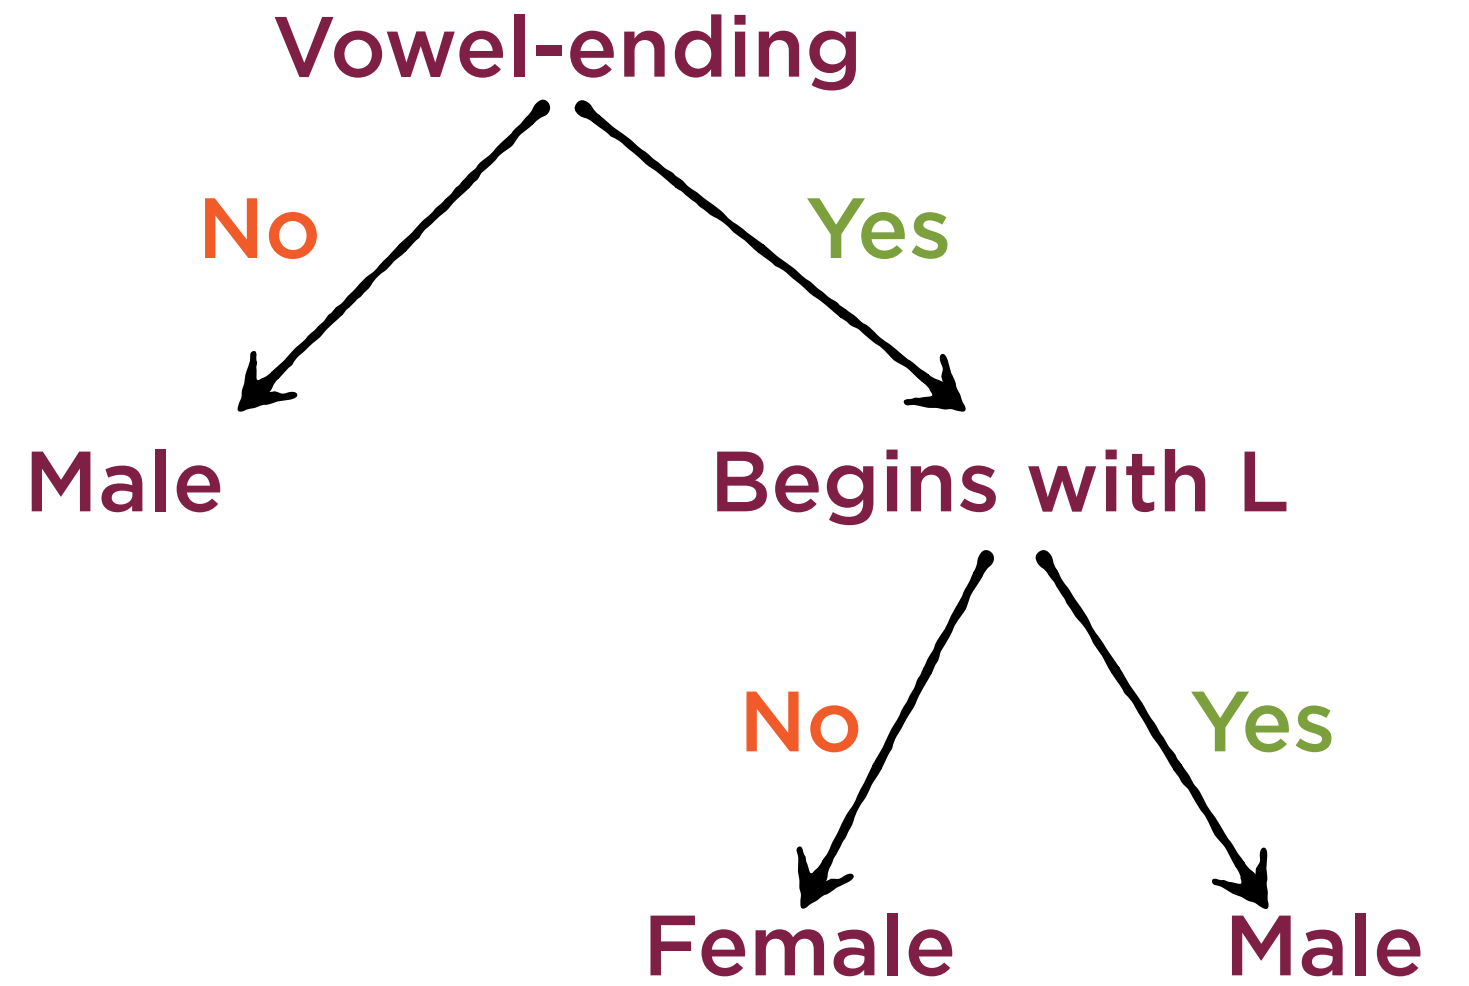 Vowel-ending
No
Yes
Male
Begins with L
No
Yes
Female
Male